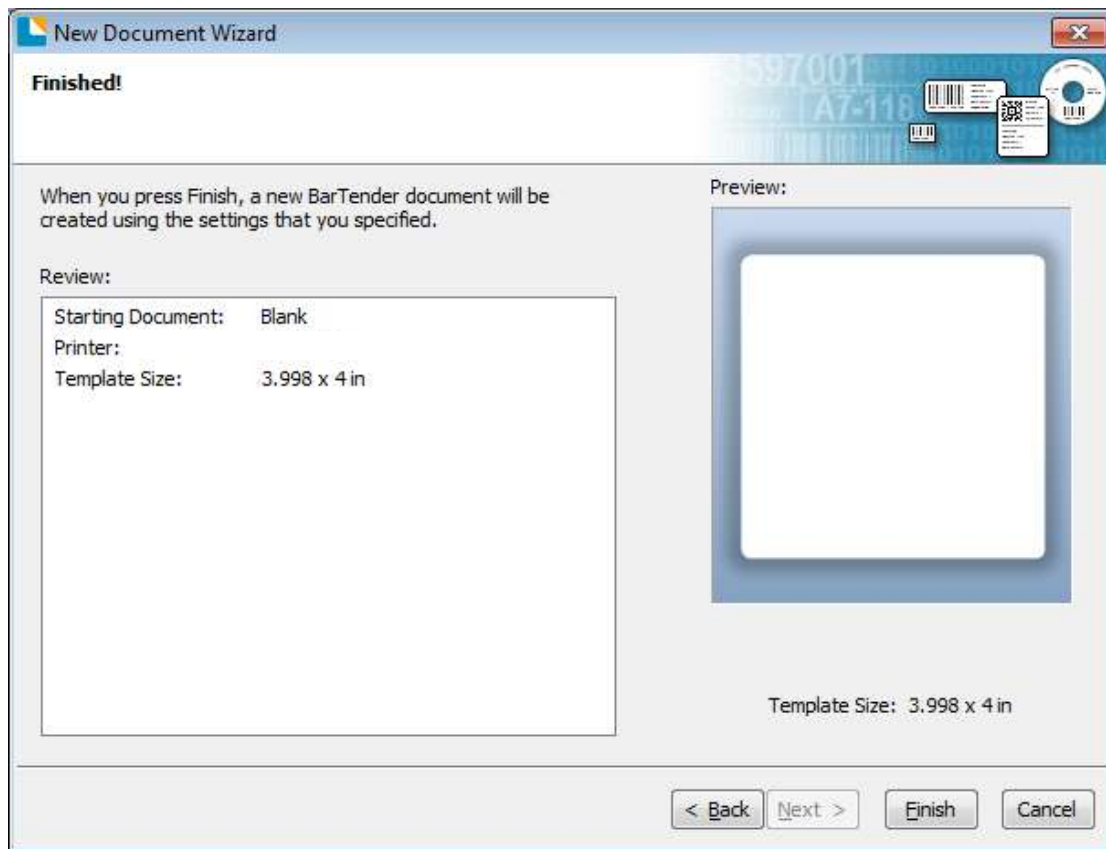 New Document Wizard
Finished!
3597001
A7-118
When you press Finish, a new BarTender document will be
created using the settings that you specified.
Preview:
Review:
Starting Document: Blank
Printer:
Template Size: 3.998 x 4 in
Template Size: 3.998 x 4 in
< Back
Next >
Finish
Cancel